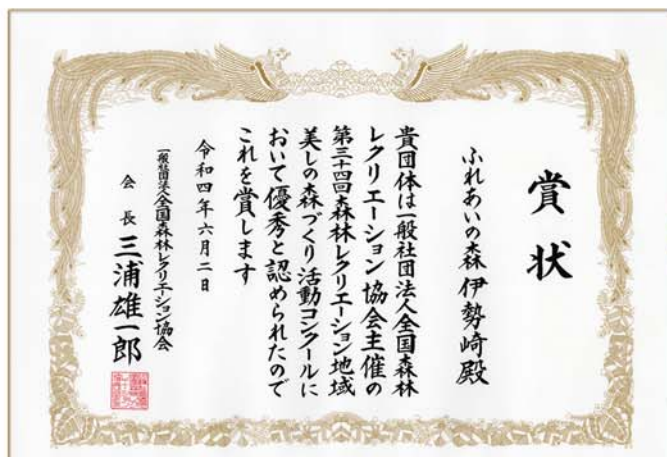 賞状
ふれあいの森伊勢崎殿
貴団体は一般社団法人全国森林
レクリエーション協会主催の
第三十四回森林レクリエーション地域
美しの森づくり活動コンクールに
おいて優秀と認められたので
これを賞します
令和四年六月二日
一般社団法人全国森林レクリエーション協会
会長 三浦雄一郎